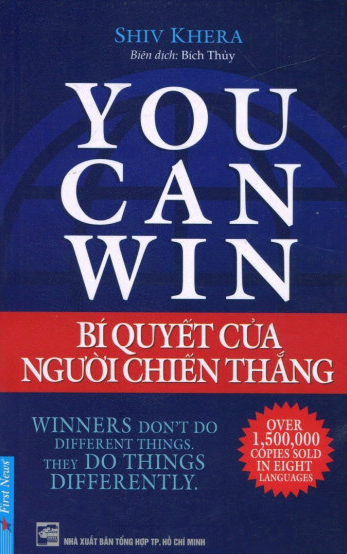 SHIV KHERA
Biên dịch: Bích Thủy
YOU
CAN
WIN
BÍ QUYẾT CỦA
NGƯỜI CHIẾN THẮNG
WINNERS DON'T DO
DIFFERENT THINGS.
THEY DO THINGS
DIFFERENTLY.
OVER
1,500,000
COPIES SOLD
IN EIGHT
LANGUAGES
First News
NHÀ XUẤT BẢN TỔNG HỢP TP. HỒ CHÍ MINH